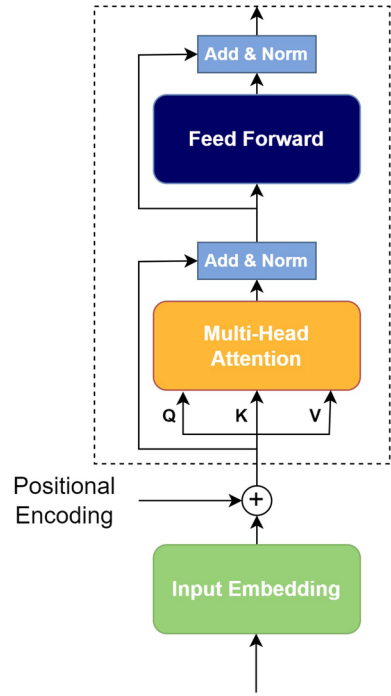 Add & Norm
Feed Forward
Add & Norm
Multi-Head
Attention
Q K V
Positional
Encoding
+
Input Embedding